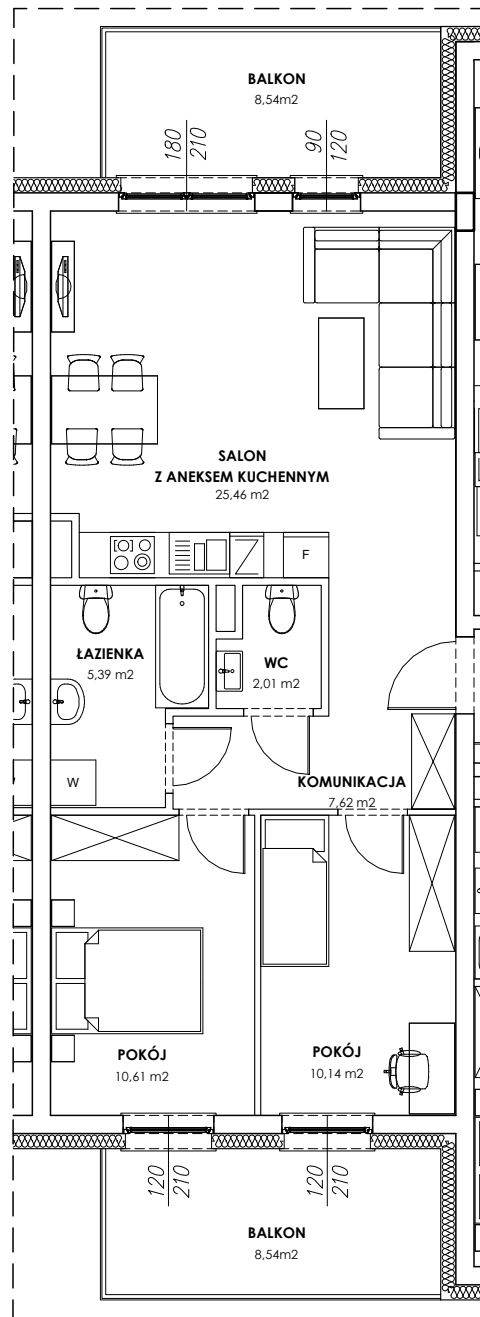 BALKON
8,54m2
180
210
90
120
SALON
Z ANEKSEM KUCHENNYM
25,46 m2
F
ŁAZIENKA
5,39 m2
WC
2,01 m2
W
KOMUNIKACJA
7,62 m2
POKÓJ
10,61 m2
POKÓJ
10,14 m2
120
210
120
210
BALKON
8,54m2